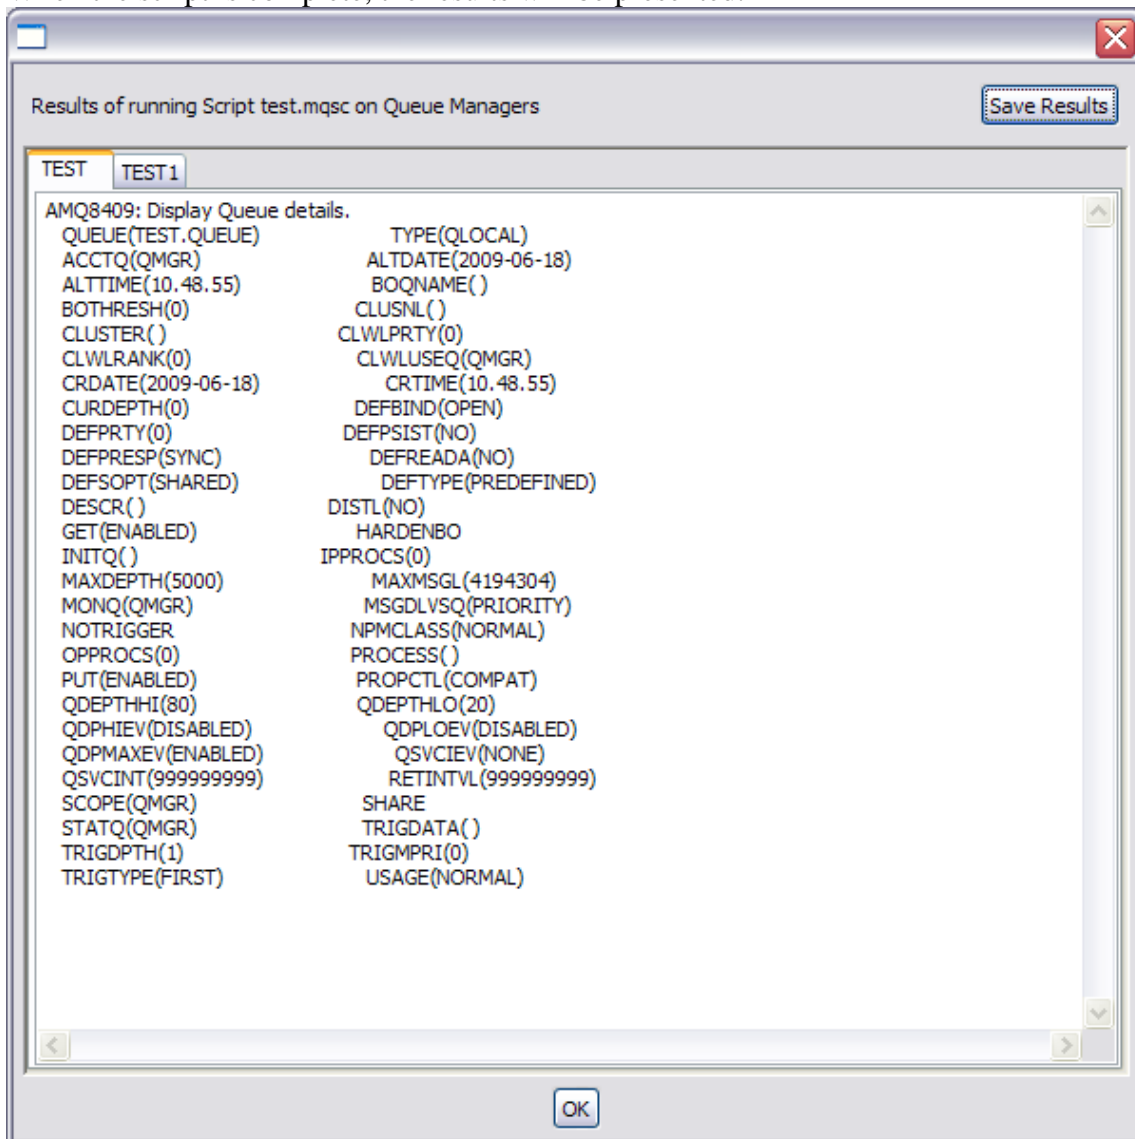 Results of running Script test.mqsc on Queue Managers
Save Results
TEST TEST1
AMQ8409: Display Queue details.
QUEUE(TEST.QUEUE) TYPE(QLOCAL)
ACCTQ(QMGR) ALTDATE(2009-06-18)
ALTTIME(10.48.55) BOQNAME( )
BOTHRESH(0) CLUSNL( )
CLUSTER( ) CLWLPRTY(0)
CLWLRANK(0) CLWLUSEQ(QMGR)
CRDATE(2009-06-18) CRTIME(10.48.55)
CURDEPTH(0) DEFBIND(OPEN)
DEFPRTY(0) DEFPSIST(NO)
DEFPRESP(SYNC) DEFREADA(NO)
DEFSOPT(SHARED) DEFTYPE(PREDEFINED)
DESCR( ) DISTL(NO)
GET(ENABLED) HARDENBO
INITQ( ) IPPROCS(0)
MAXDEPTH(5000) MAXMSGL(4194304)
MONQ(QMGR) MSGDLVSQ(PRIORITY)
NOTRIGGER NPMCLASS(NORMAL)
OPPROCS(0) PROCESS( )
PUT(ENABLED) PROPCTL(COMPAT)
QDEPTHHI(80) QDEPTHLO(20)
QDPHIEV(DISABLED) QDPLOEV(DISABLED)
QDPMAXEV(ENABLED) QSVCIEV(NONE)
QSVCINT(999999999) RETINTVL(999999999)
SCOPE(QMGR) SHARE
STATQ(QMGR) TRIGDATA( )
TRIGDPTH(1) TRIGMPRI(0)
TRIGTYPE(FIRST) USAGE(NORMAL)
OK